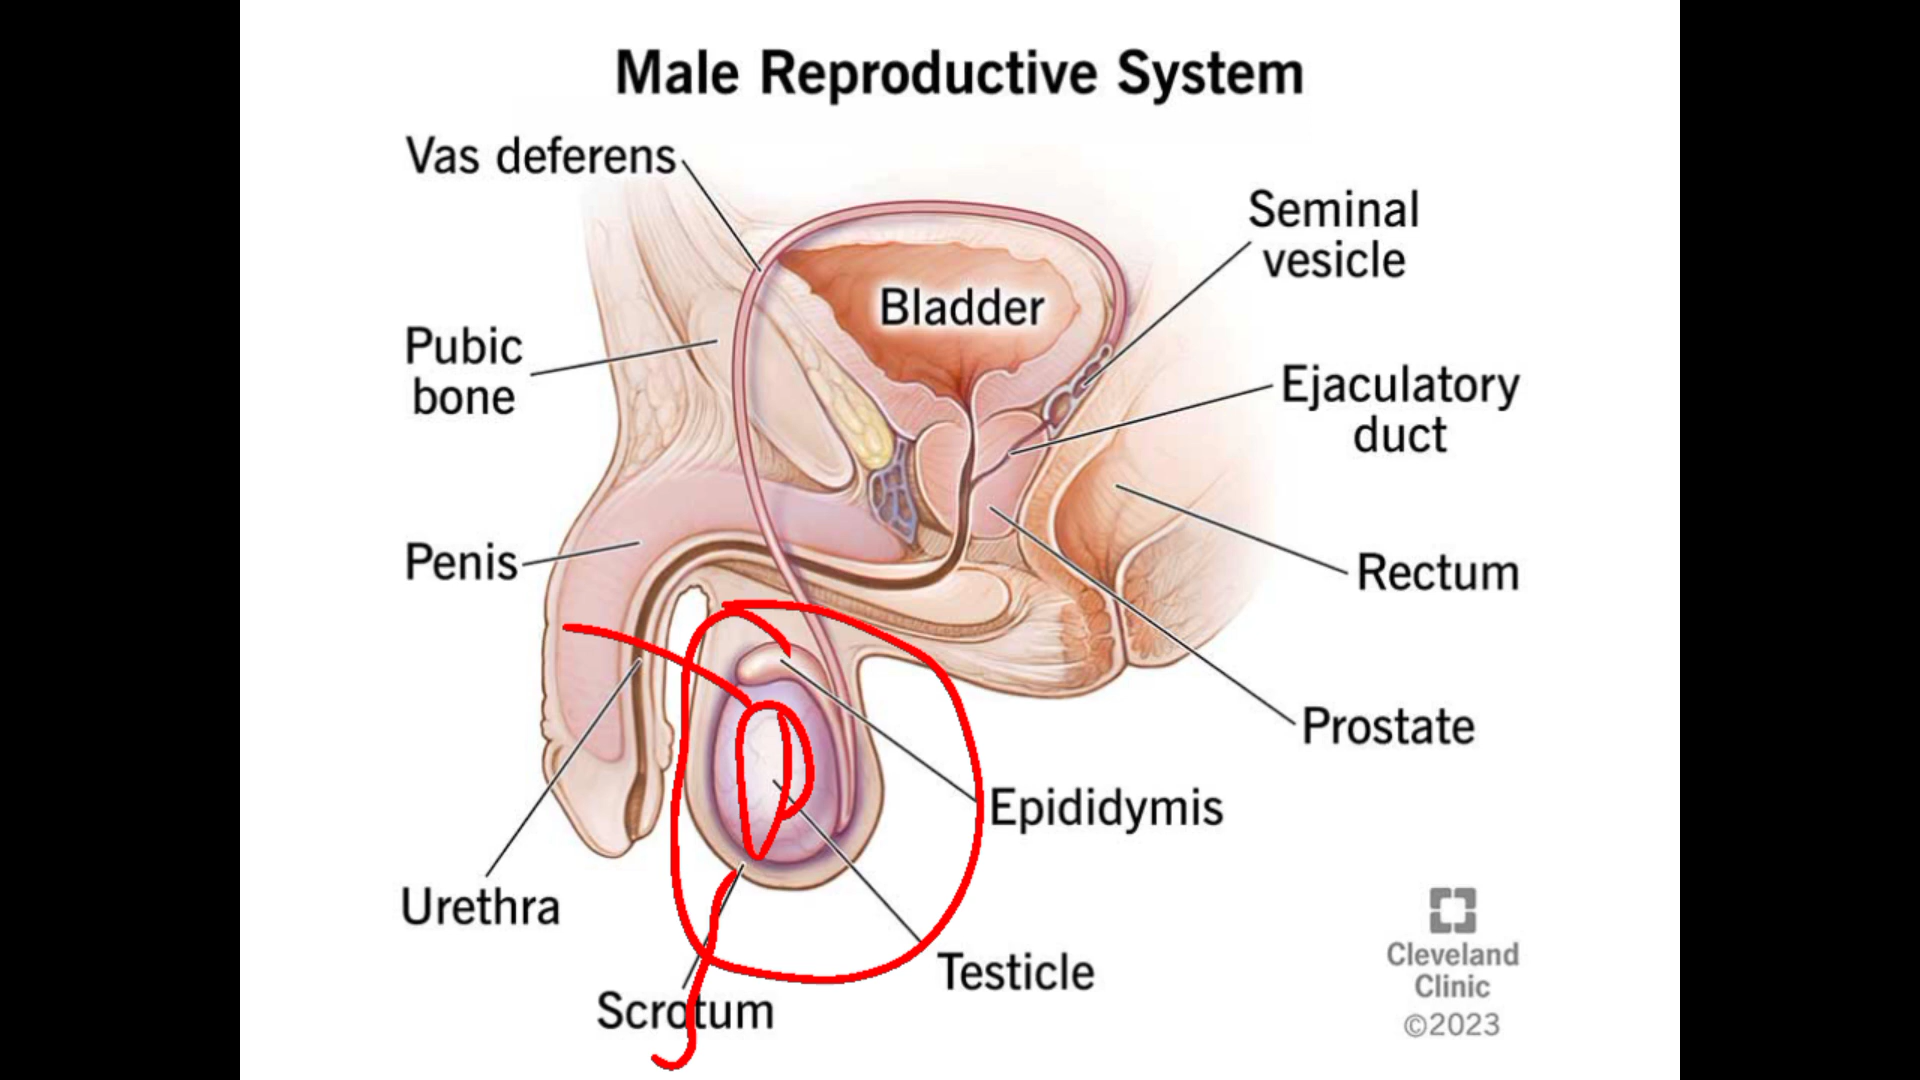 Male Reproductive System
Vas deferens
Seminal
vesicle
Bladder
Pubic
bone
Ejaculatory
duct
Penis
Rectum
Prostate
Epididymis
Urethra
Testicle
Scrotum
Cleveland
Clinic
©2023